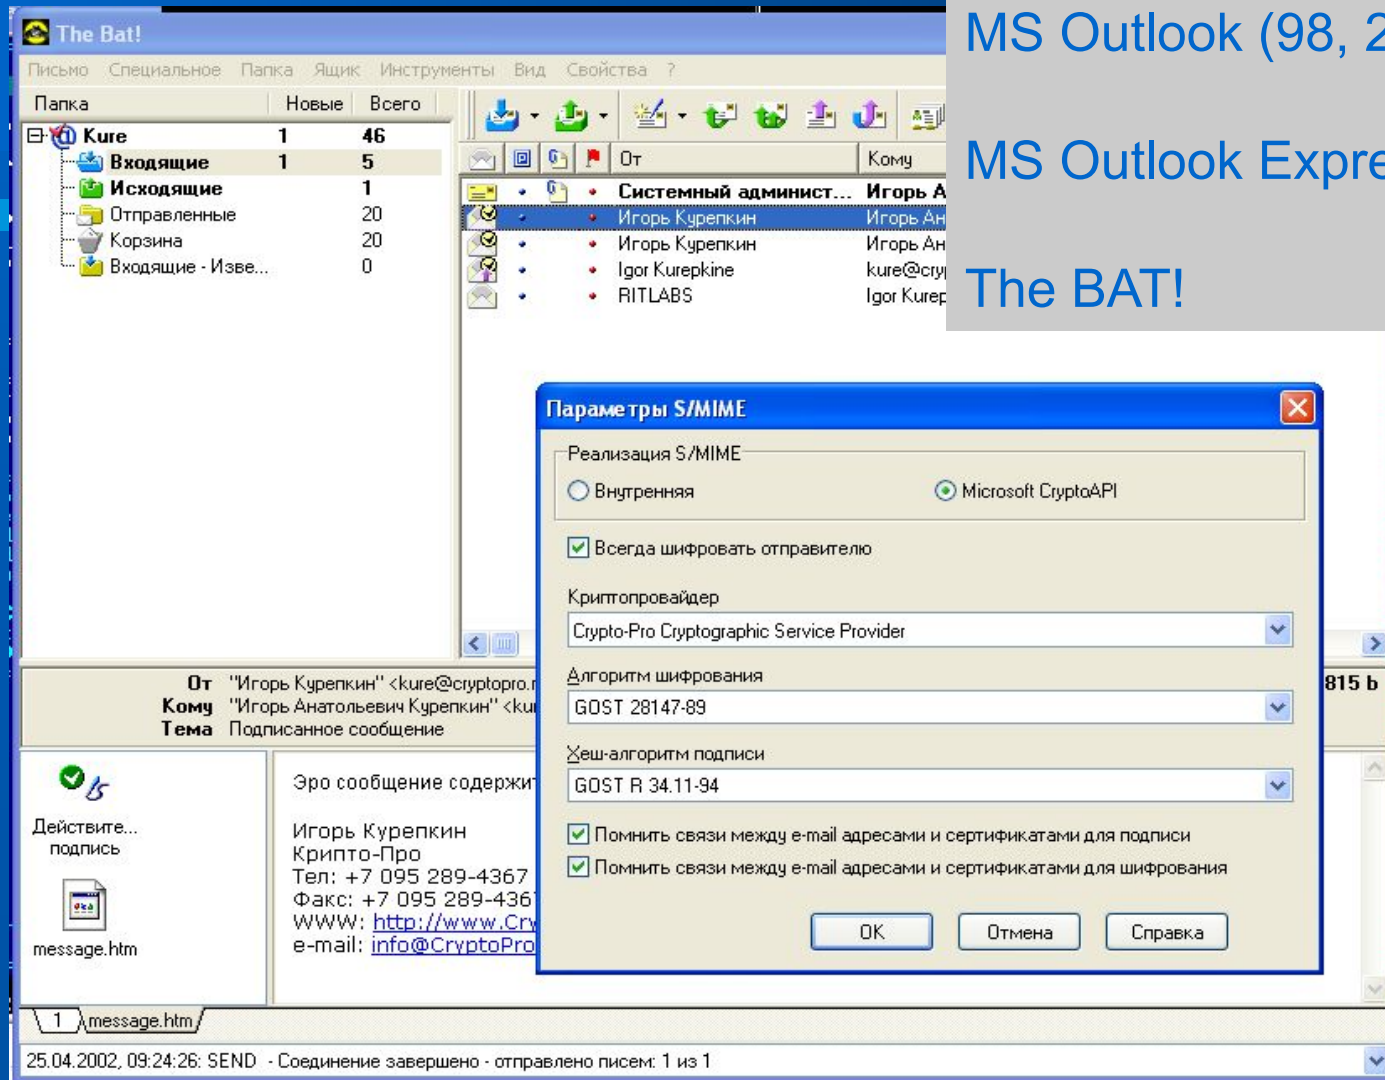 The Bat!
MS Outlook (98,
MS Outlook Expre
The BAT!
Письмо Специальное Папка Ящик Инструменты Вид Свойства ?
Папка Новые Всего
Kure 1 46
Входящие 1 5
Исходящие 1
Отправленные 20
Корзина 20
Входящие - Изве... 0
От Кому
Системный админист... Игорь А
Игорь Курепкин Игорь Ан
Игорь Курепкин Игорь Ан
Igor Kurepkine kure@cry
RITLABS Igor Kurep
Параметры S/MIME
Реализация S/MIME
Внутренняя Microsoft CryptoAPI
Всегда шифровать отправителю
Криптопровайдер
Crypto-Pro Cryptographic Service Provider
Алгоритм шифрования
GOST 28147-89
Хеш-алгоритм подписи
GOST R 34.11-94
Помнить связи между e-mail адресами и сертификатами для подписи
Помнить связи между e-mail адресами и сертификатами для шифрования
OK Отмена Справка
От "Игорь Курепкин" <kure@cryptopro.r
815 b
Кому "Игорь Анатольевич Курепкин" <ku
Тема Подписанное сообщение
Действите...
подпись
message.htm
Эро сообщение содержи
Игорь Курепкин
Крипто-Про
Тел: +7 095 289-4367
Факс: +7 095 289-436
WWW: http://www.Cry
e-mail: info@CryptoPro
1 message.htm
25.04.2002, 09:24:26: SEND - Соединение завершено - отправлено писем: 1 из 1